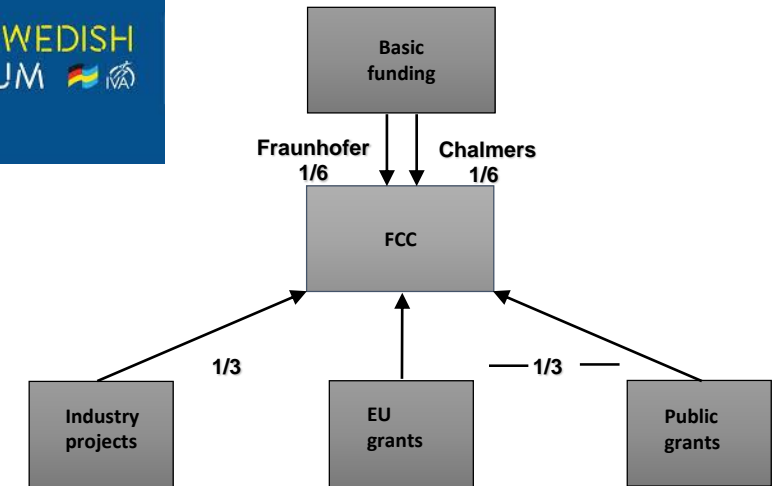 WEDISH
UM IVA
Basic
funding
Fraunhofer
1/6
Chalmers
1/6
FCC
1/3
1/3
Industry
projects
EU
grants
Public
grants